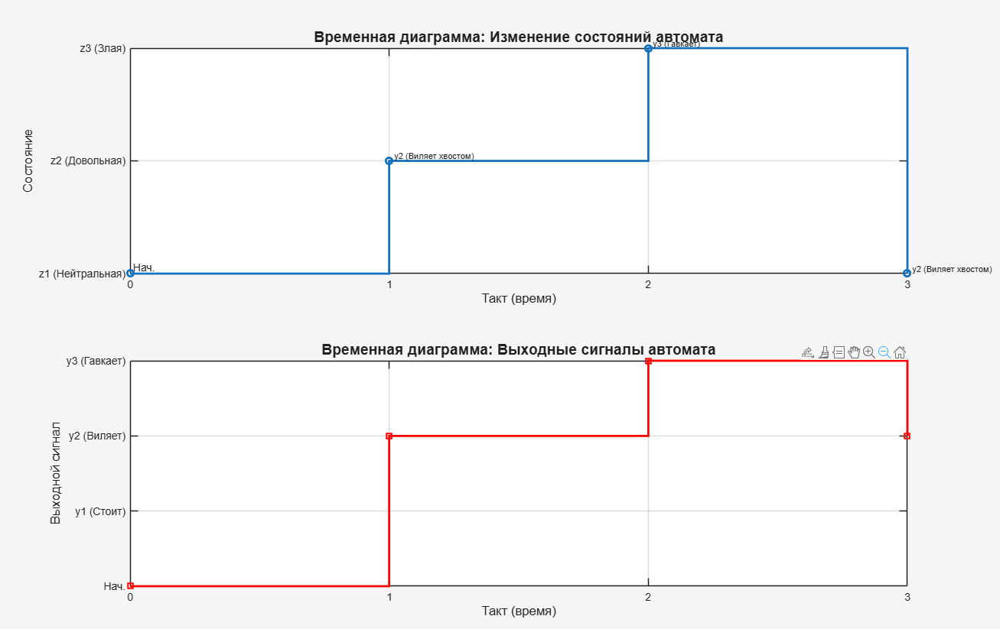 Временная диаграмма: Изменение состояний автомата
y3 (Гавкает)
z3 (Злая)
z2 (Довольная)
y2 (Виляет хвостом)
Состояние
z1 (Нейтральная)
Нач.
y2 (Виляет хвостом)
0 1 2 3
Такт (время)
Временная диаграмма: Выходные сигналы автомата
y3 (Гавкает)
y2 (Виляет)
y1 (Стоит)
Нач.
Выходной сигнал
0 1 2 3
Такт (время)